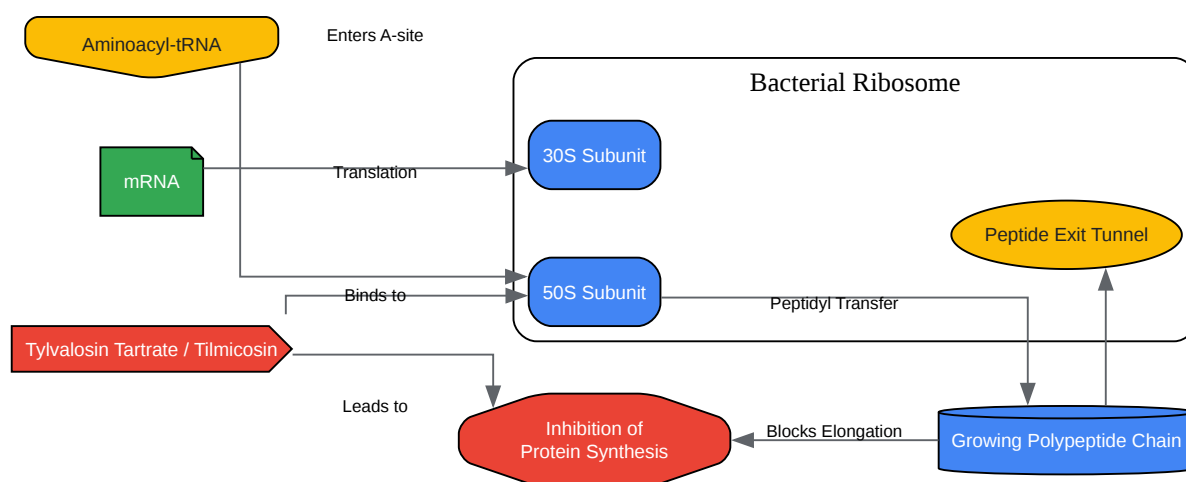 Aminoacyl-tRNA
Enters A-site
Bacterial Ribosome
30S Subunit
mRNA
Translation
Peptide Exit Tunnel
50S Subunit
Binds to
Peptidyl Transfer
Tylvalosin Tartrate / Tilmicosin
Leads to
Inhibition of
Protein Synthesis
Blocks Elongation
Growing Polypeptide Chain